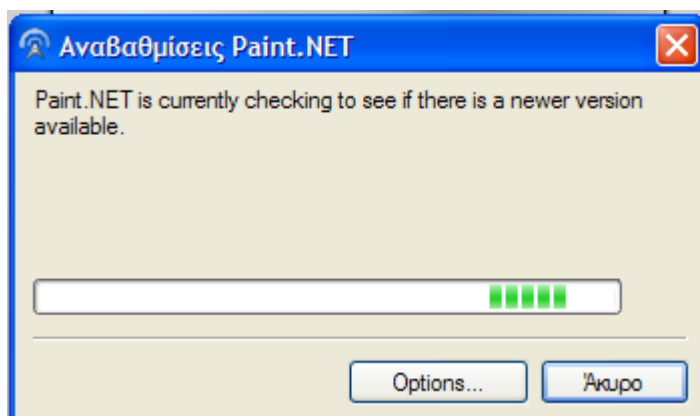 Αναβαθμίσεις Paint.NET
Paint.NET is currently checking to see if there is a newer version
available.
Options...
Άκυρο